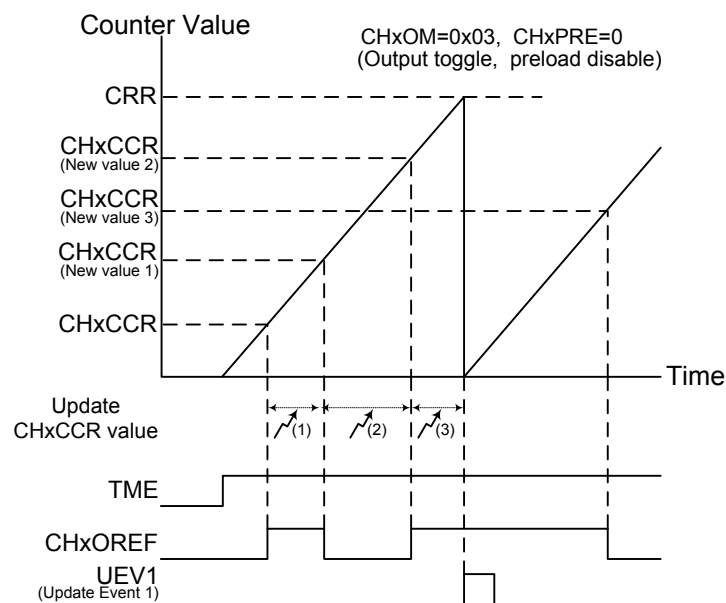 Counter Value
CHxOM=0x03, CHxPRE=0
(Output toggle, preload disable)
CRR
CHxCCR
(New value 2)
CHxCCR
(New value 3)
CHxCCR
(New value 1)
CHxCCR
Time
Update
CHxCCR value
(1)
(2)
(3)
TME
CHxOREF
UEV1
(Update Event 1)